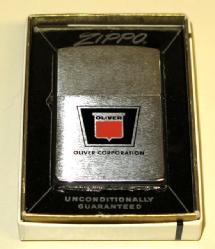 ZIPPO
OLIVER
OLIVER CORPORATION
UNCONDITIONALLY
GUARANTEED